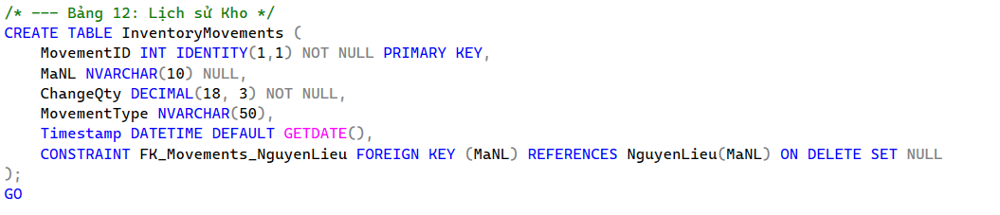 /* --- Bảng 12: Lịch sử Kho */
CREATE TABLE InventoryMovements (
    MovementID INT IDENTITY(1,1) NOT NULL PRIMARY KEY,
    MaNL NVARCHAR(10) NULL,
    ChangeQty DECIMAL(18, 3) NOT NULL,
    MovementType NVARCHAR(50),
    Timestamp DATETIME DEFAULT GETDATE(),
    CONSTRAINT FK_Movements_NguyenLieu FOREIGN KEY (MaNL) REFERENCES NguyenLieu(MaNL) ON DELETE SET NULL
);
GO